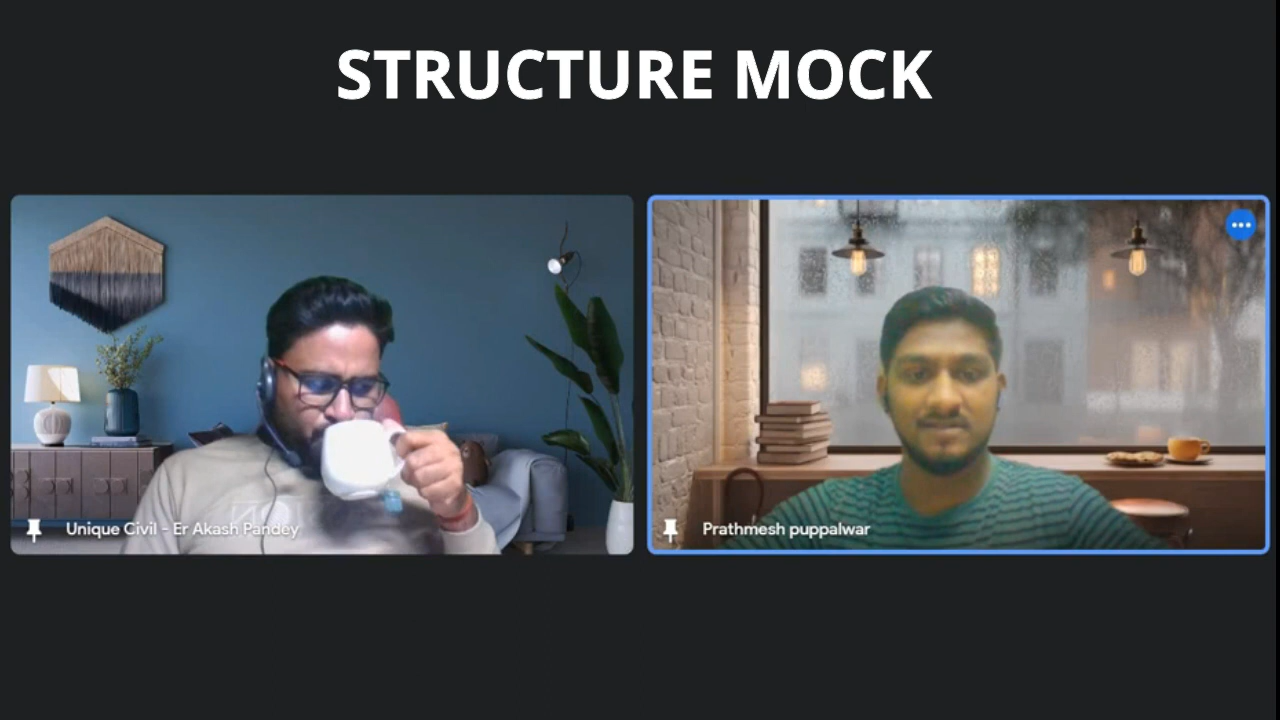 STRUCTURE MOCK
Unique Civil - Er Akash Pandey
Prathmesh puppalwar